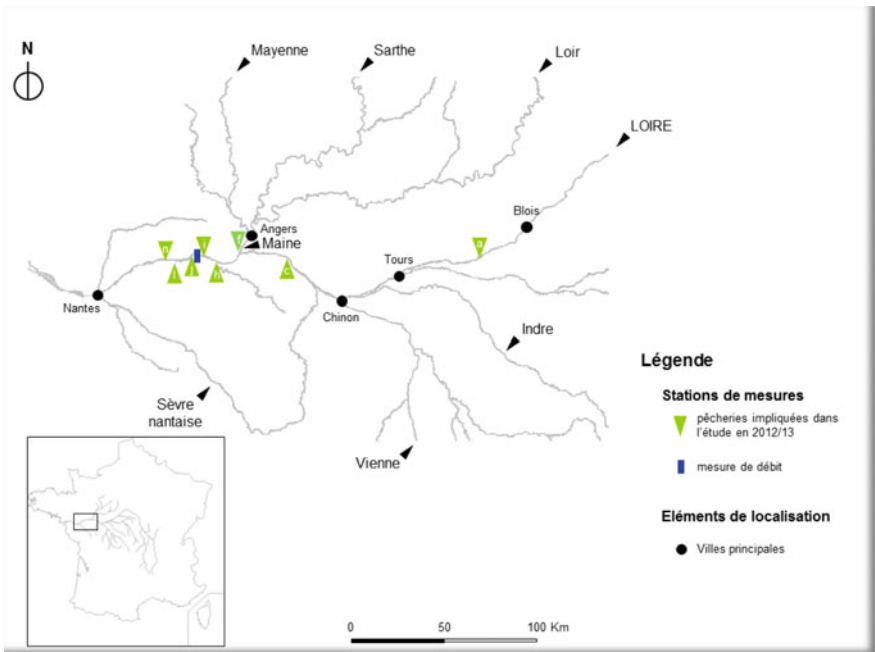 N
Mayenne
Sarthe
Loir
LOIRE
Blois
Angers
Maine
Tours
Nantes
Chinon
n
l
j
i
h
f
c
a
Indre
Sèvre
nantaise
Vienne
Légende
Stations de mesures
pêcheries impliquées dans
l'étude en 2012/13
mesure de débit
Eléments de localisation
Villes principales
0 50 100 Km